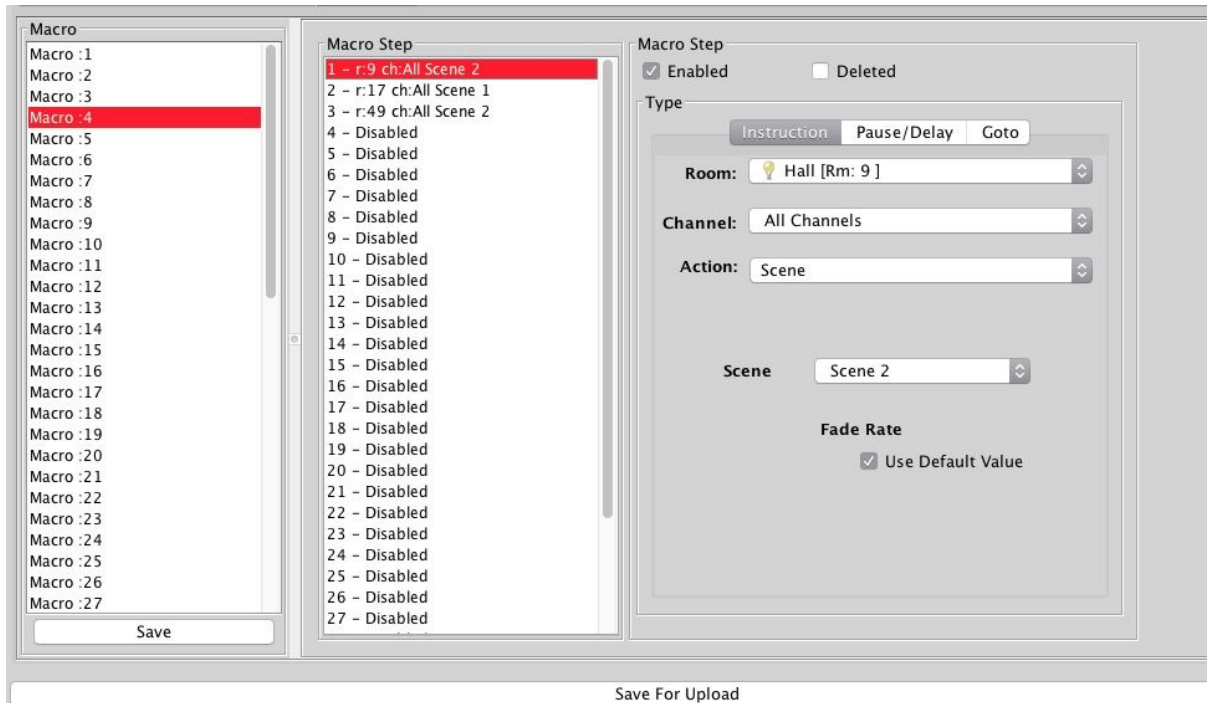 Macro
Macro :1
Macro :2
Macro :3
Macro :4
Macro :5
Macro :6
Macro :7
Macro :8
Macro :9
Macro :10
Macro :11
Macro :12
Macro :13
Macro :14
Macro :15
Macro :16
Macro :17
Macro :18
Macro :19
Macro :20
Macro :21
Macro :22
Macro :23
Macro :24
Macro :25
Macro :26
Macro :27
Save
Macro Step
1 – r:9 ch:All Scene 2
2 – r:17 ch:All Scene 1
3 – r:49 ch:All Scene 2
4 – Disabled
5 – Disabled
6 – Disabled
7 – Disabled
8 – Disabled
9 – Disabled
10 – Disabled
11 – Disabled
12 – Disabled
13 – Disabled
14 – Disabled
15 – Disabled
16 – Disabled
17 – Disabled
18 – Disabled
19 – Disabled
20 – Disabled
21 – Disabled
22 – Disabled
23 – Disabled
24 – Disabled
25 – Disabled
26 – Disabled
27 – Disabled
Macro Step
Enabled Deleted
Type
Instruction Pause/Delay Goto
Room: Hall [Rm: 9 ]
Channel: All Channels
Action: Scene
Scene Scene 2
Fade Rate
Use Default Value
Save For Upload